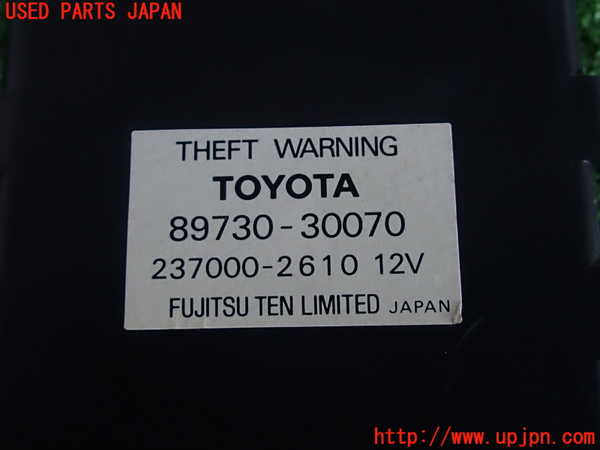 USED PARTS JAPAN
THEFT WARNING
TOYOTA
89730-30070
237000-2610 12V
FUJITSU TEN LIMITED JAPAN
http://www.upjpn.com/